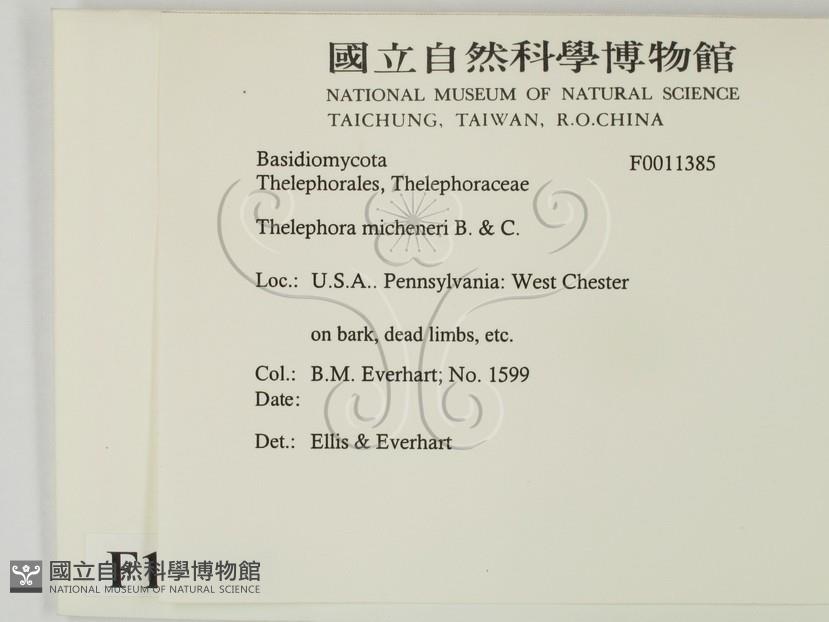 國立自然科學博物館
NATIONAL MUSEUM OF NATURAL SCIENCE
TAICHUNG, TAIWAN, R.O.CHINA
Basidiomycota F0011385
Thelephorales, Thelephoraceae
Thelephora micheneri B. & C.
Loc.: U.S.A.. Pennsylvania: West Chester
on bark, dead limbs, etc.
Col.: B.M. Everhart; No. 1599
Date:
Det.: Ellis & Everhart
F1
國立自然科學博物館
NATIONAL MUSEUM OF NATURAL SCIENCE